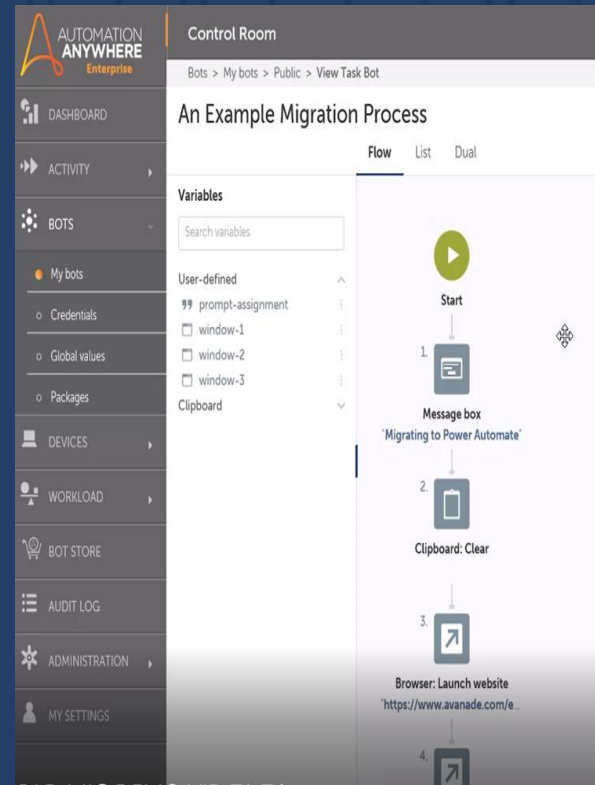 AUTOMATION
ANYWHERE
Enterprise
Control Room
Bots > My bots > Public > View Task Bot
DASHBOARD
ACTIVITY
BOTS
My bots
Credentials
Global values
Packages
DEVICES
WORKLOAD
BOT STORE
AUDIT LOG
ADMINISTRATION
MY SETTINGS
An Example Migration Process
Flow List Dual
Variables
Search variables
User-defined
prompt-assignment
window-1
window-2
window-3
Clipboard
Start
1.
Message box
"Migrating to Power Automate"
2.
Clipboard: Clear
3.
Browser: Launch website
"https://www.avanade.com/e...
4.